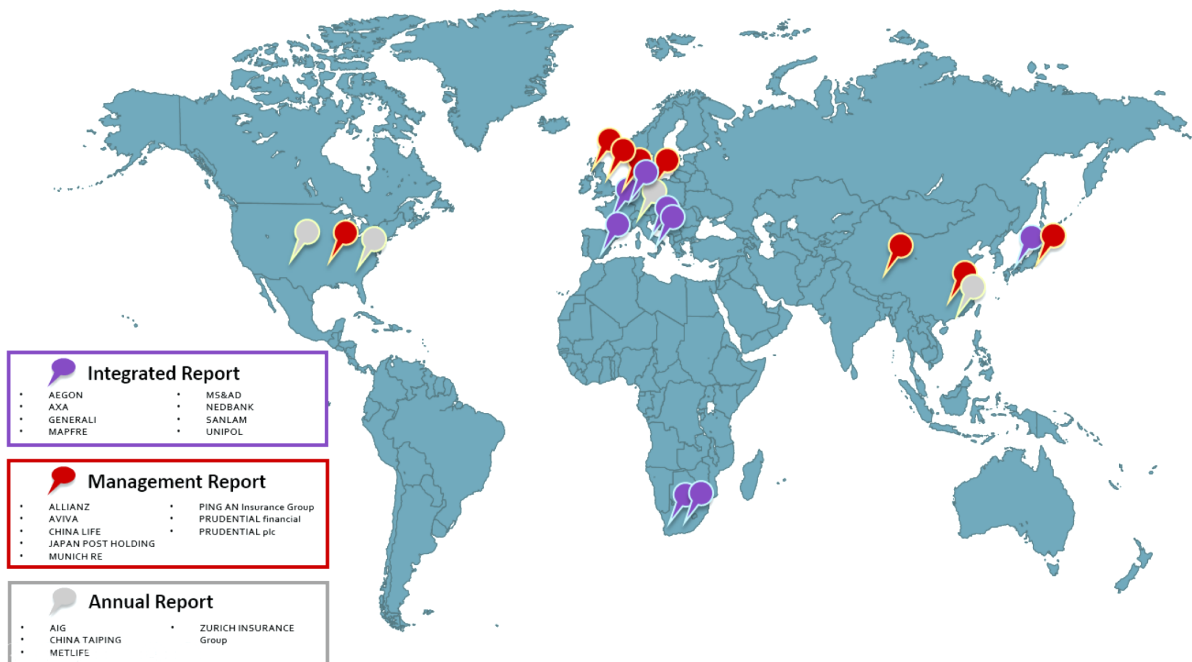 Integrated Report
• AEGON
• AXA
• GENERALI
• MAPFRE
• MS&AD
• NEDBANK
• SANLAM
• UNIPOL
Management Report
• ALLIANZ
• AVIVA
• CHINA LIFE
• JAPAN POST HOLDING
• MUNICH RE
• PING AN Insurance Group
• PRUDENTIAL financial
• PRUDENTIAL plc
Annual Report
• AIG
• CHINA TAIPING
• METLIFE
• ZURICH INSURANCE
Group